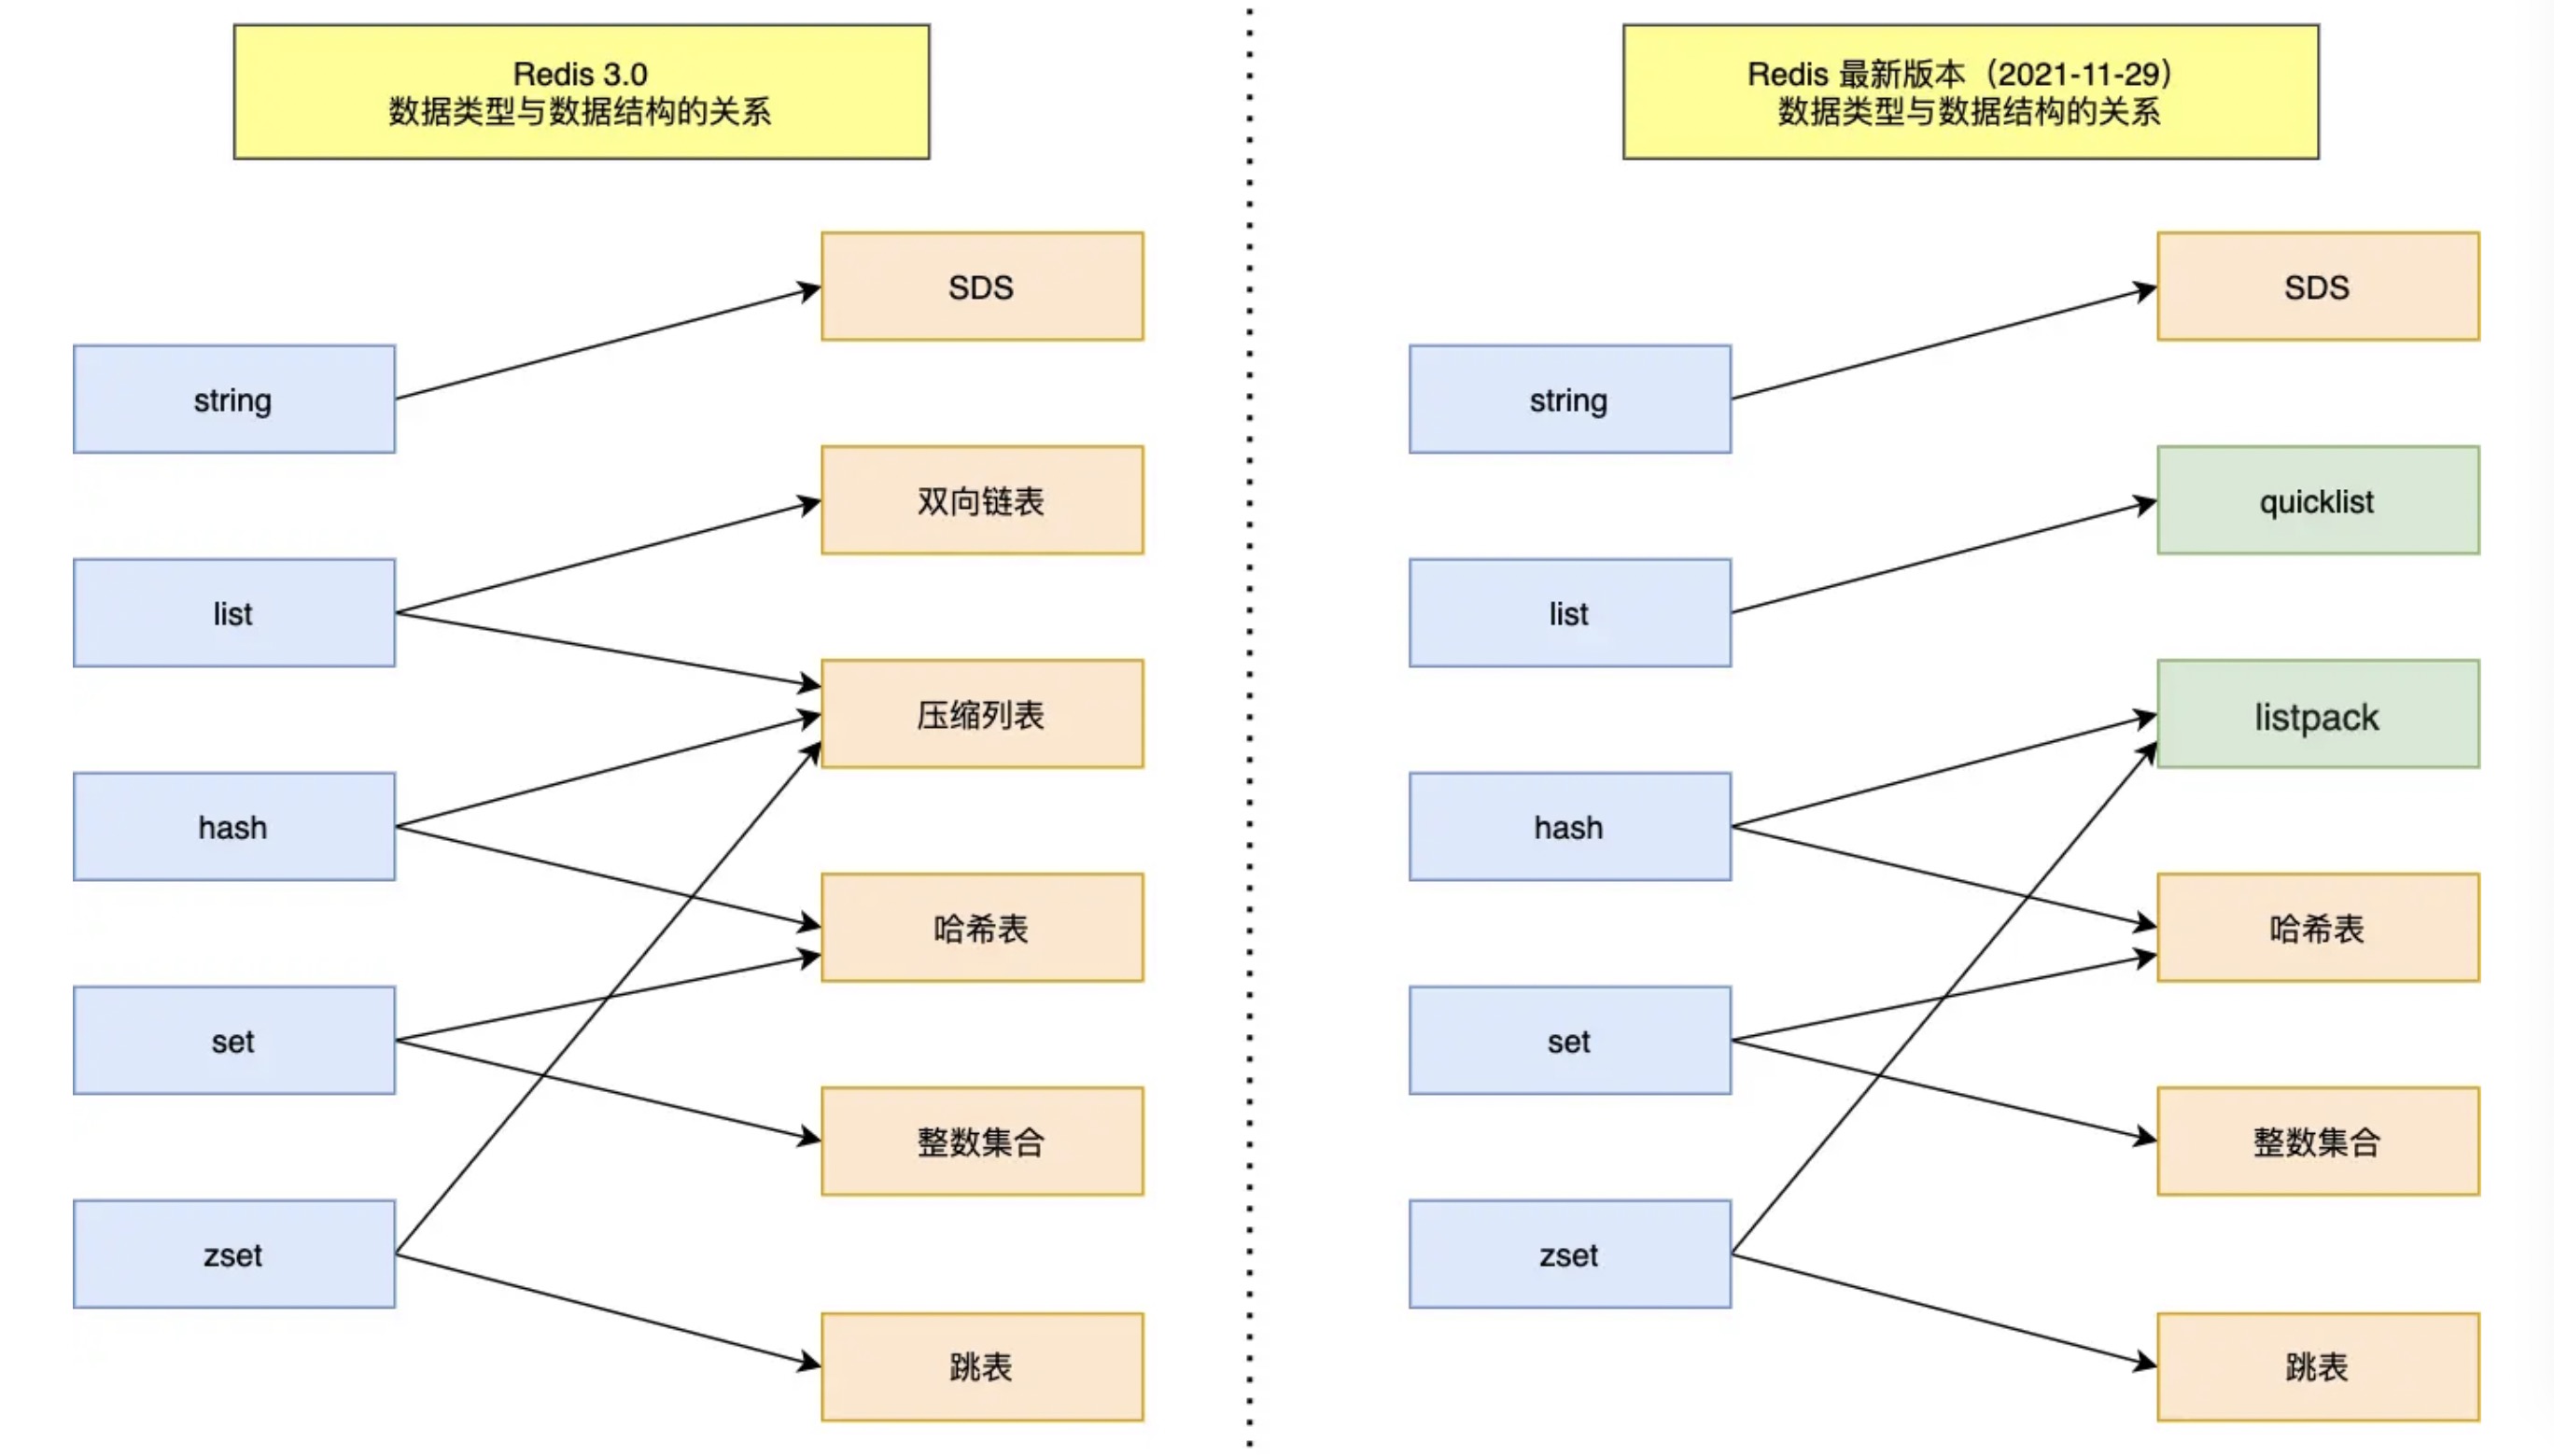 Redis 3.0
数据类型与数据结构的关系
SDS
string
双向链表
list
压缩列表
hash
哈希表
set
整数集合
zset
跳表
Redis 最新版本（2021-11-29）
数据类型与数据结构的关系
SDS
string
quicklist
list
listpack
hash
哈希表
set
整数集合
zset
跳表